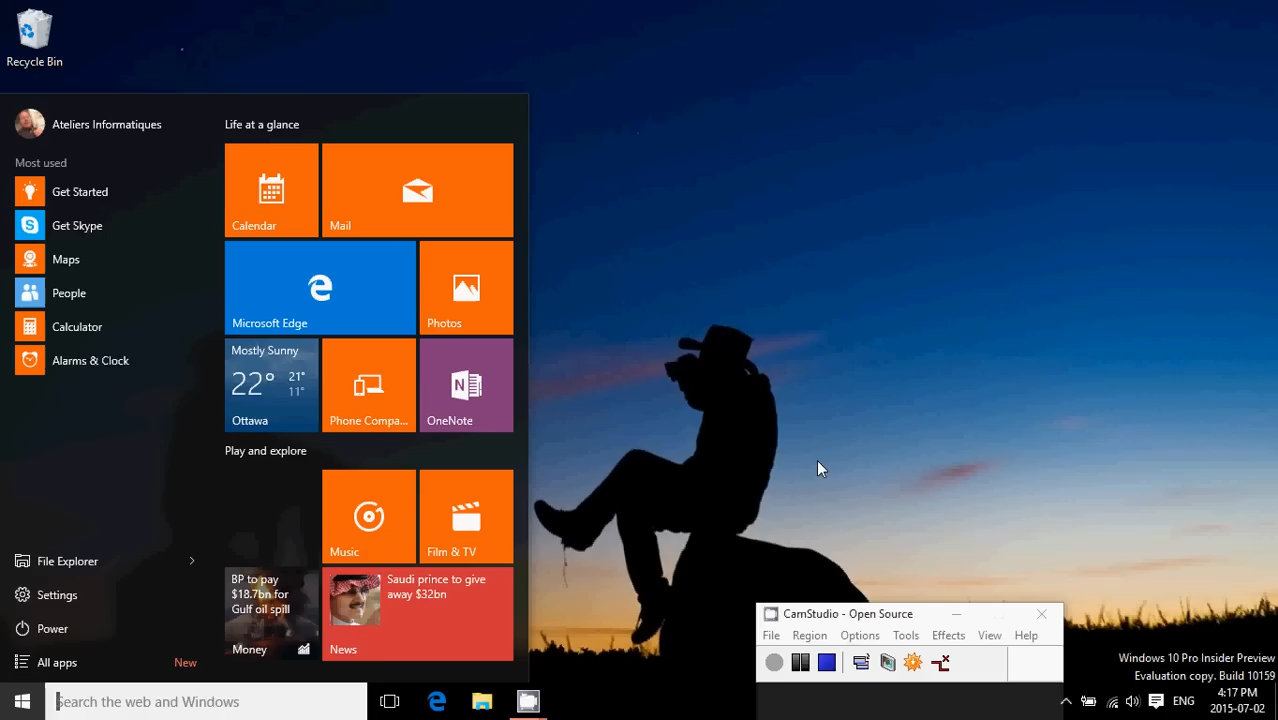 Recycle Bin
Ateliers Informatiques
Most used
Get Started
Get Skype
Maps
People
Calculator
Alarms & Clock
File Explorer
Settings
Power
All apps
New
Life at a glance
Calendar
Mail
Microsoft Edge
Photos
Mostly Sunny
22°
21°
11°
Ottawa
Phone Compa...
OneNote
Play and explore
Music
Film & TV
BP to pay
$18.7bn for
Gulf oil spill
Money
Saudi prince to give
away $32bn
News
CamStudio - Open Source
File Region Options Tools Effects View Help
Windows 10 Pro Insider Preview
Evaluation copy. Build 10159
Search the web and Windows
ENG
4:17 PM
2015-07-02